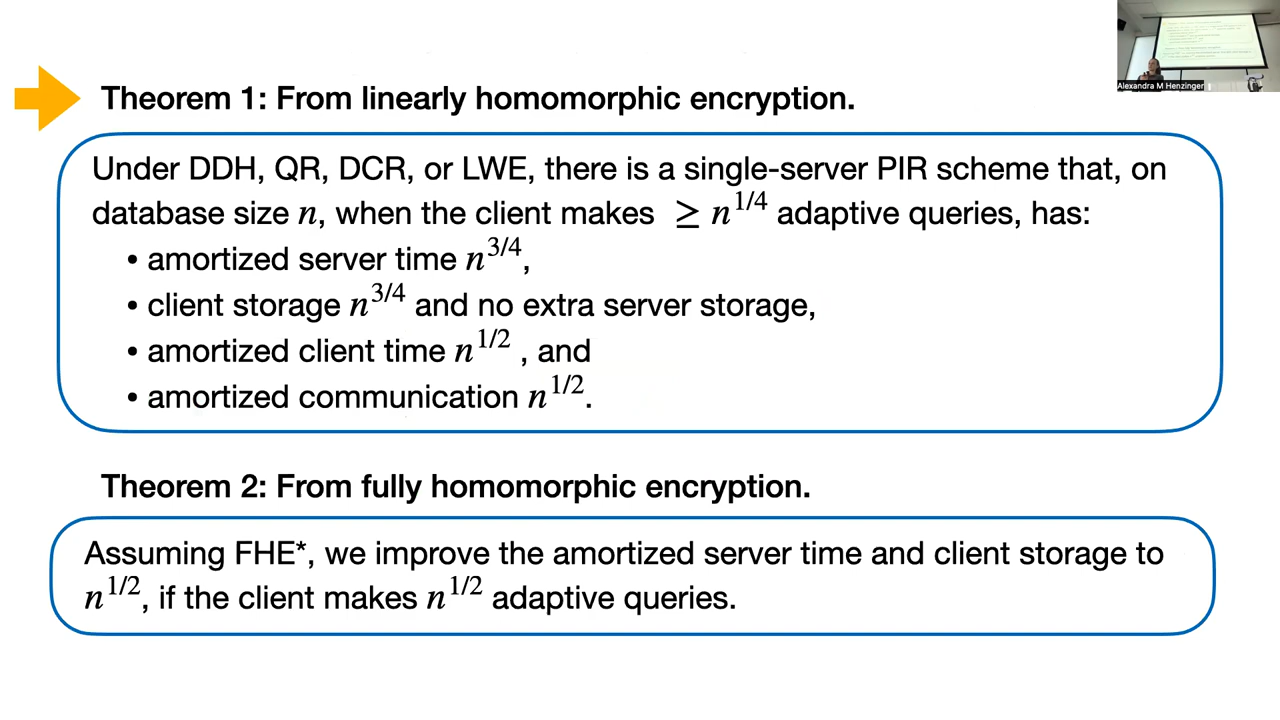 Alexandra M Henzinger
Theorem 1: From linearly homomorphic encryption.
Under DDH, QR, DCR, or LWE, there is a single-server PIR scheme that, on
database size n, when the client makes ≥ n^{1/4} adaptive queries, has:
• amortized server time n^{3/4},
• client storage n^{3/4} and no extra server storage,
• amortized client time n^{1/2} , and
• amortized communication n^{1/2}.
Theorem 2: From fully homomorphic encryption.
Assuming FHE*, we improve the amortized server time and client storage to
n^{1/2}, if the client makes n^{1/2} adaptive queries.